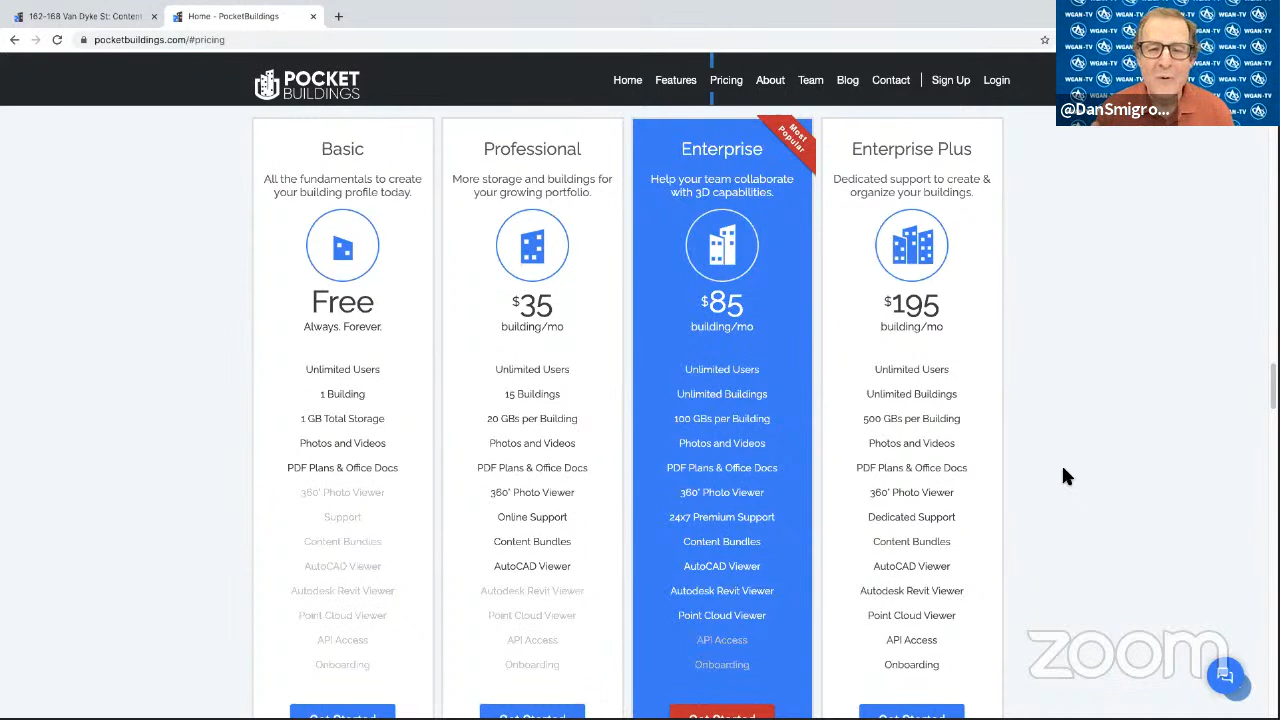 162-168 Van Dyke St: Content
Home - PocketBuildings
pocketbuildings.com/#pricing
POCKET
BUILDINGS
Home
Features
Pricing
About
Team
Blog
Contact
Sign Up
Login
@DanSmigro...
WGAN-TV
Basic
All the fundamentals to create
your building profile today.
Free
Always. Forever.
Unlimited Users
1 Building
1 GB Total Storage
Photos and Videos
PDF Plans & Office Docs
360° Photo Viewer
Support
Content Bundles
AutoCAD Viewer
Autodesk Revit Viewer
Point Cloud Viewer
API Access
Onboarding
Get Started
Professional
More storage and buildings for
your growing portfolio.
$35
building/mo
Unlimited Users
15 Buildings
20 GBs per Building
Photos and Videos
PDF Plans & Office Docs
360° Photo Viewer
Online Support
Content Bundles
AutoCAD Viewer
Autodesk Revit Viewer
Point Cloud Viewer
API Access
Onboarding
Get Started
Most
Popular
Enterprise
Help your team collaborate
with 3D capabilities.
$85
building/mo
Unlimited Users
Unlimited Buildings
100 GBs per Building
Photos and Videos
PDF Plans & Office Docs
360° Photo Viewer
24x7 Premium Support
Content Bundles
AutoCAD Viewer
Autodesk Revit Viewer
Point Cloud Viewer
API Access
Onboarding
Get Started
Enterprise Plus
Dedicated support to create &
organize your buildings.
$195
building/mo
Unlimited Users
Unlimited Buildings
500 GBs per Building
Photos and Videos
PDF Plans & Office Docs
360° Photo Viewer
Dedicated Support
Content Bundles
AutoCAD Viewer
Autodesk Revit Viewer
Point Cloud Viewer
API Access
Onboarding
Get Started
zoom